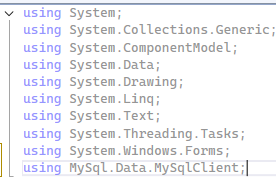 using System;
using System.Collections.Generic;
using System.ComponentModel;
using System.Data;
using System.Drawing;
using System.Linq;
using System.Text;
using System.Threading.Tasks;
using System.Windows.Forms;
using MySql.Data.MySqlClient;